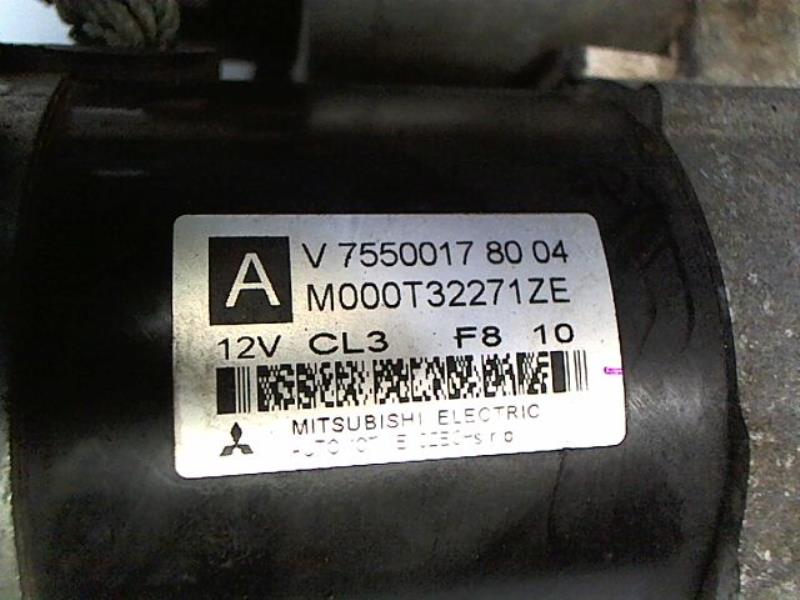 A
V 7550017 80 04
M000T32271ZE
12V CL3 F8 10
MITSUBISHI ELECTRIC